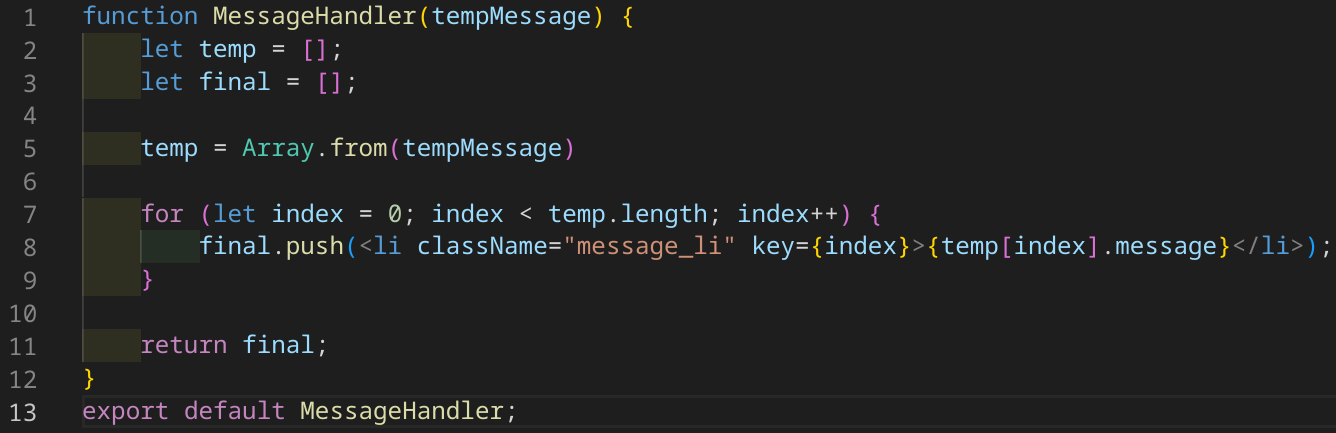 1 function MessageHandler(tempMessage) {
2     let temp = [];
3     let final = [];
4
5     temp = Array.from(tempMessage)
6
7     for (let index = 0; index < temp.length; index++) {
8         final.push(<li className="message_li" key={index}>{temp[index].message}</li>);
9     }
10
11     return final;
12 }
13 export default MessageHandler;